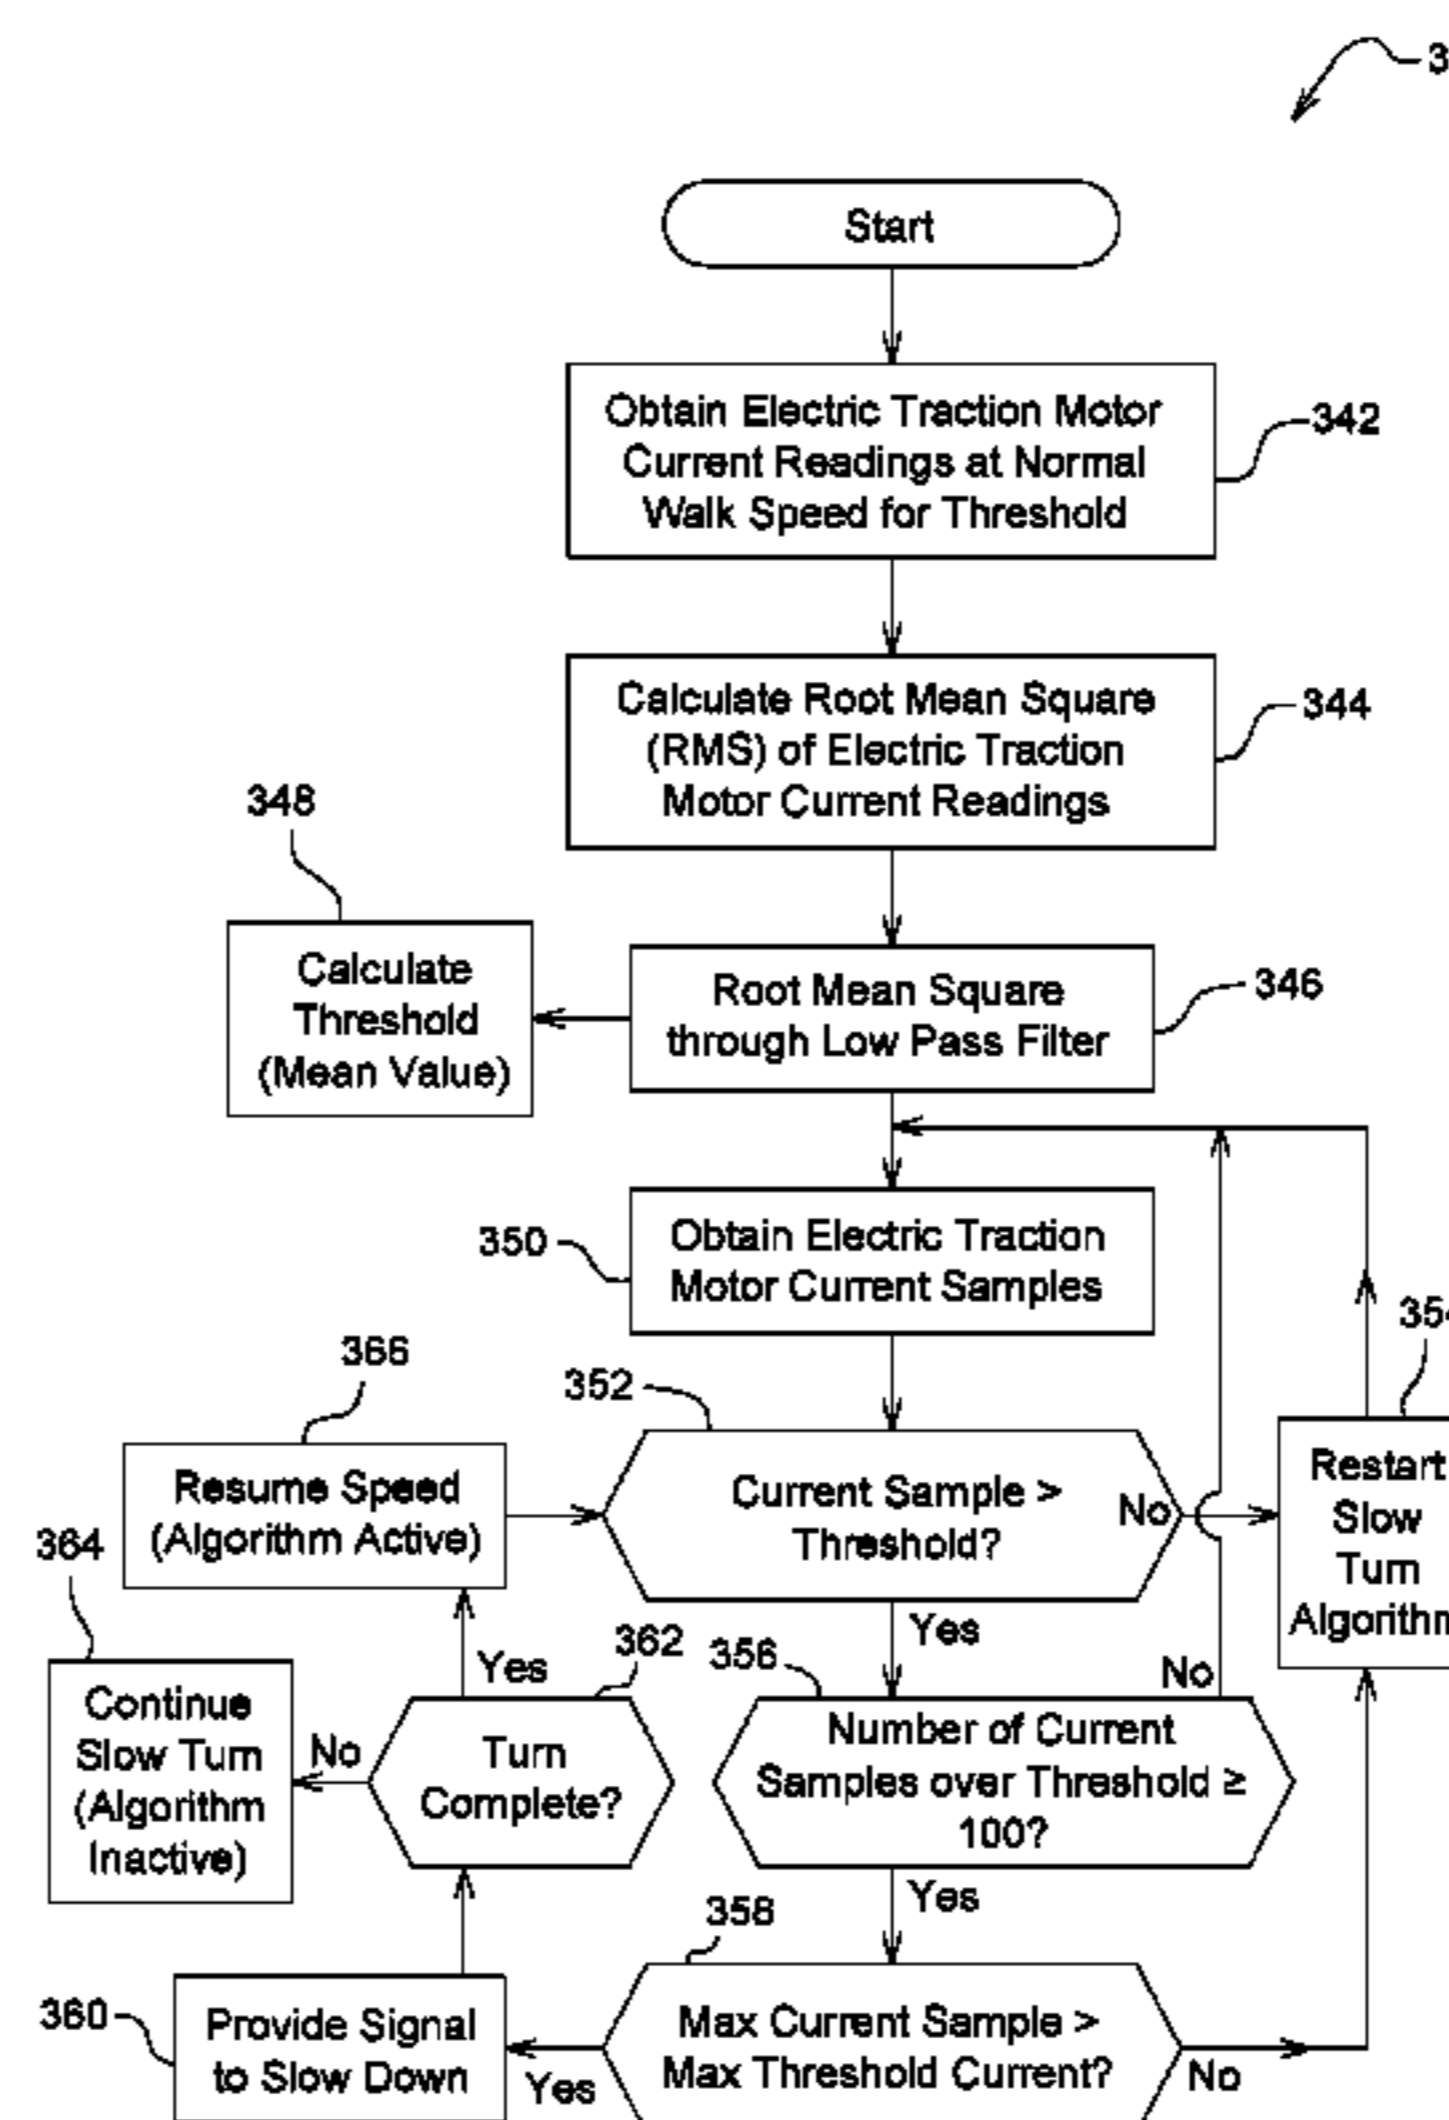 3
Start
Obtain Electric Traction Motor
Current Readings at Normal
Walk Speed for Threshold
342
Calculate Root Mean Square
(RMS) of Electric Traction
Motor Current Readings
344
348
Calculate
Threshold
(Mean Value)
Root Mean Square
through Low Pass Filter
346
350
Obtain Electric Traction
Motor Current Samples
354
366
352
Resume Speed
(Algorithm Active)
Current Sample >
Threshold?
No
Restart
Slow
Turn
Algorithm
364
Yes
362
356
Yes
No
Continue
Slow Turn
(Algorithm
Inactive)
No
Turn
Complete?
Number of Current
Samples over Threshold ≥
100?
358
Yes
360
Provide Signal
to Slow Down
Yes
Max Current Sample >
Max Threshold Current?
No